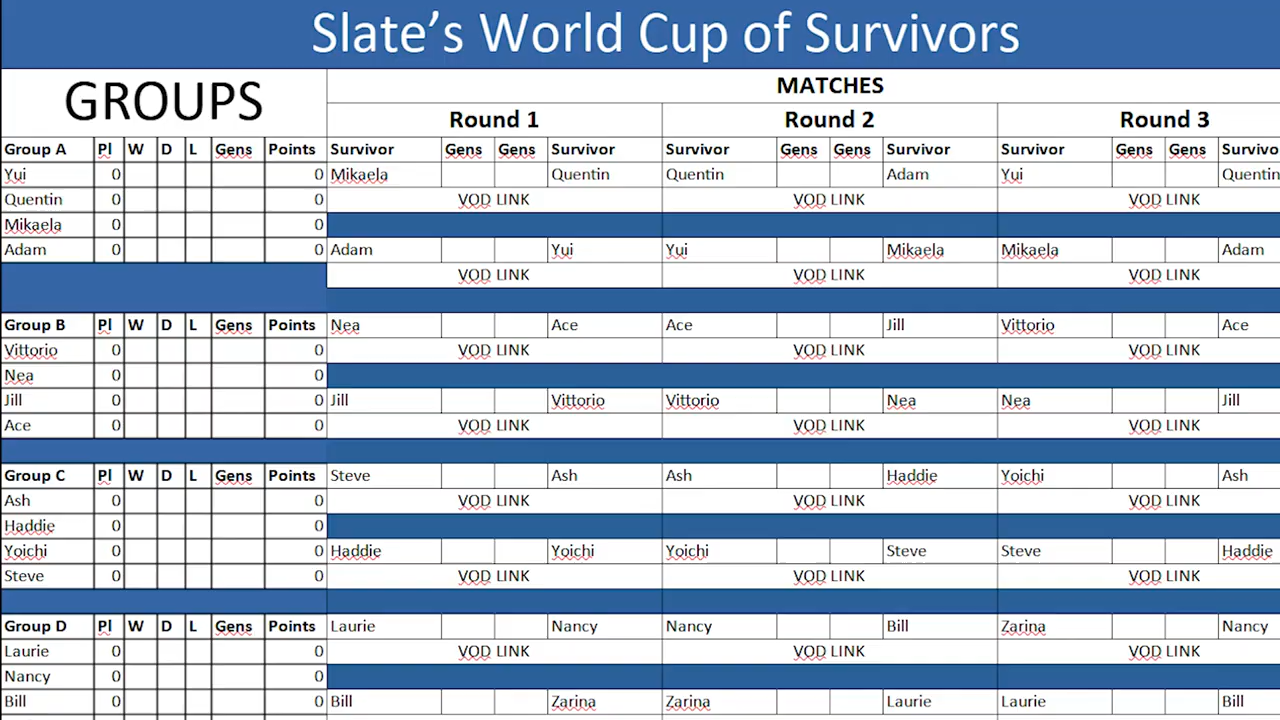 Slate's World Cup of Survivors
GROUPS
MATCHES
Round 1 Round 2 Round 3
Group A Pl W D L Gens Points Survivor Gens Gens Survivor Survivor Gens Gens Survivor Survivor Gens Gens Survivo
Yui 0 0 Mikaela Quentin Quentin Adam Yui Quentin
Quentin 0 0 VOD LINK VOD LINK VOD LINK
Mikaela 0 0
Adam 0 0 Adam Yui Yui Mikaela Mikaela Adam
VOD LINK VOD LINK VOD LINK
Group B Pl W D L Gens Points Nea Ace Ace Jill Vittorio Ace
Vittorio 0 0 VOD LINK VOD LINK VOD LINK
Nea 0 0
Jill 0 0 Jill Vittorio Vittorio Nea Nea Jill
Ace 0 0 VOD LINK VOD LINK VOD LINK
Group C Pl W D L Gens Points Steve Ash Ash Haddie Yoichi Ash
Ash 0 0 VOD LINK VOD LINK VOD LINK
Haddie 0 0
Yoichi 0 0 Haddie Yoichi Yoichi Steve Steve Haddie
Steve 0 0 VOD LINK VOD LINK VOD LINK
Group D Pl W D L Gens Points Laurie Nancy Nancy Bill Zarina Nancy
Laurie 0 0 VOD LINK VOD LINK VOD LINK
Nancy 0 0
Bill 0 0 Bill Zarina Zarina Laurie Laurie Bill